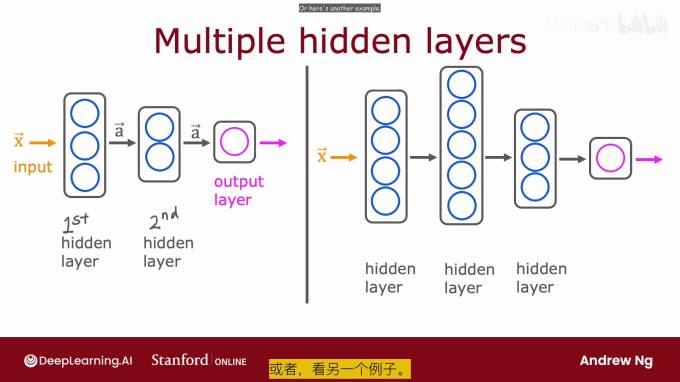 Or here's another example
bilibili
Multiple hidden layers
x⃗ a⃗ a⃗
input
output
layer
1st
hidden
layer
2nd
hidden
layer
x⃗
hidden
layer
hidden
layer
hidden
layer
DeepLearning.AI Stanford ONLINE Andrew Ng
或者，看另一个例子。